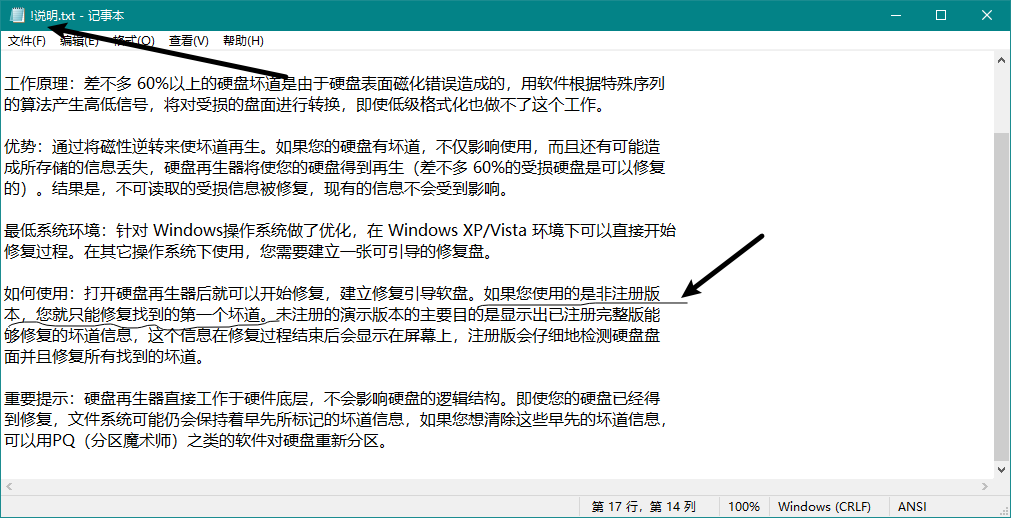 !说明.txt - 记事本
文件(F) 编辑(E) 格式(O) 查看(V) 帮助(H)
工作原理：差不多 60%以上的硬盘坏道是由于硬盘表面磁化错误造成的，用软件根据特殊序列
的算法产生高低信号，将对受损的盘面进行转换，即使低级格式化也做不了这个工作。
优势：通过将磁性逆转来使坏道再生。如果您的硬盘有坏道，不仅影响使用，而且还有可能造
成所存储的信息丢失，硬盘再生器将使您的硬盘得到再生（差不多 60%的受损硬盘是可以修复
的）。结果是，不可读取的受损信息被修复，现有的信息不会受到影响。
最低系统环境：针对 Windows操作系统做了优化，在 Windows XP/Vista 环境下可以直接开始
修复过程。在其它操作系统下使用，您需要建立一张可引导的修复盘。
如何使用：打开硬盘再生器后就可以开始修复，建立修复引导软盘。如果您使用的是非注册版
本，您就只能修复找到的第一个坏道。未注册的演示版本的主要目的是显示出已注册完整版能
够修复的坏道信息，这个信息在修复过程结束后会显示在屏幕上，注册版会仔细地检测硬盘盘
面并且修复所有找到的坏道。
重要提示：硬盘再生器直接工作于硬件底层，不会影响硬盘的逻辑结构。即使您的硬盘已经得
到修复，文件系统可能仍会保持着早先所标记的坏道信息，如果您想清除这些早先的坏道信息，
可以用PQ（分区魔术师）之类的软件对硬盘重新分区。
第 17 行，第 14 列 100% Windows (CRLF) ANSI